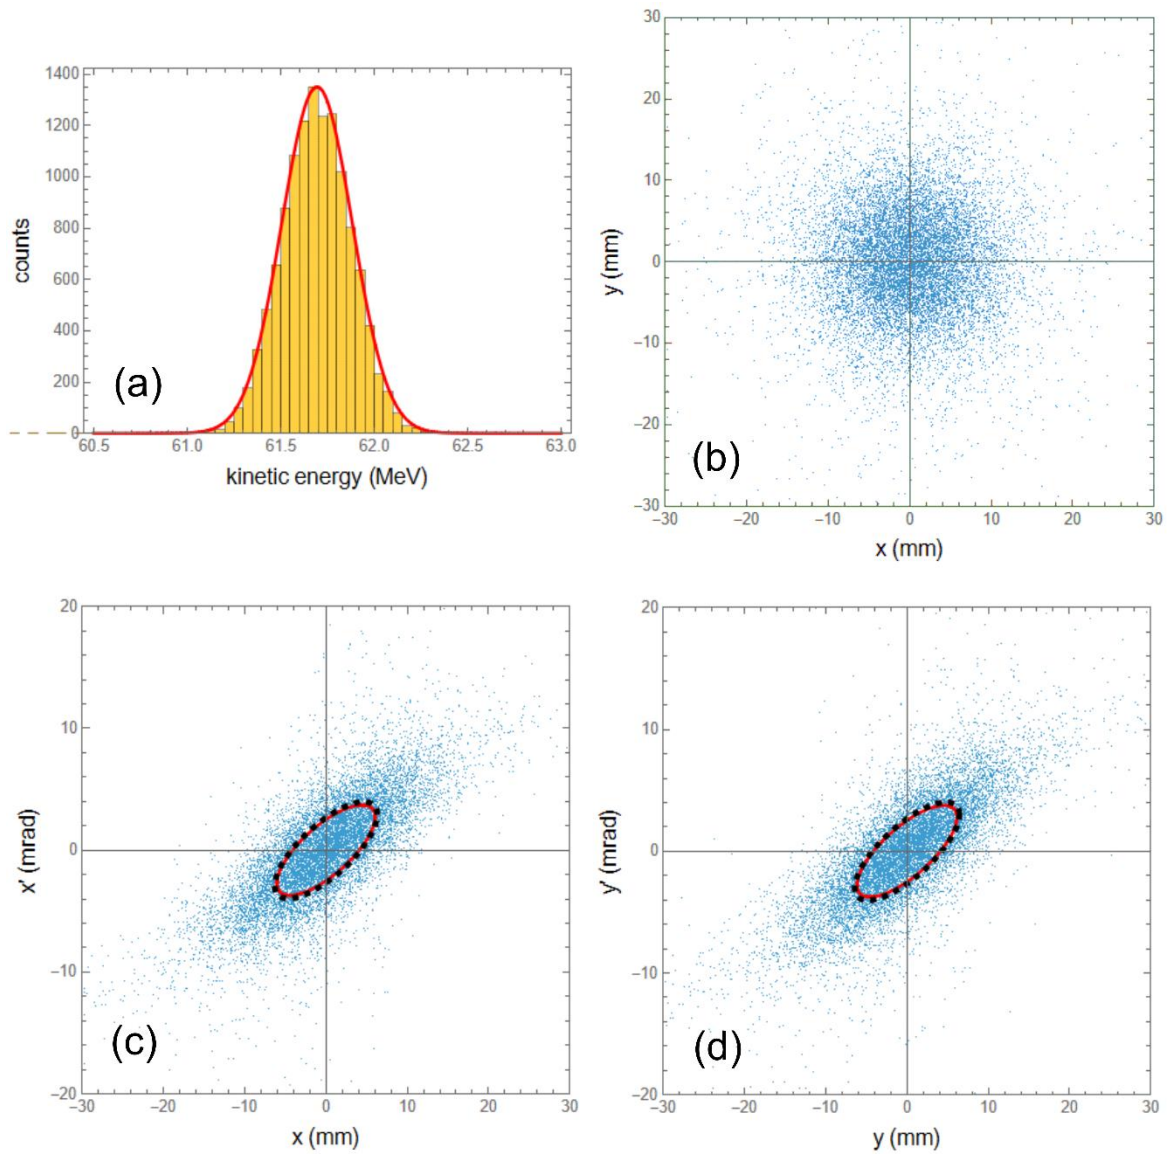 1400
1200
1000
800
600
400
200
0
counts
(a)
60.5 61.0 61.5 62.0 62.5 63.0
kinetic energy (MeV)
30
20
10
0
−10
−20
−30
y (mm)
(b)
−30 −20 −10 0 10 20 30
x (mm)
20
10
0
−10
−20
x' (mrad)
(c)
−30 −20 −10 0 10 20 30
x (mm)
20
10
0
−10
−20
y' (mrad)
(d)
−30 −20 −10 0 10 20 30
y (mm)